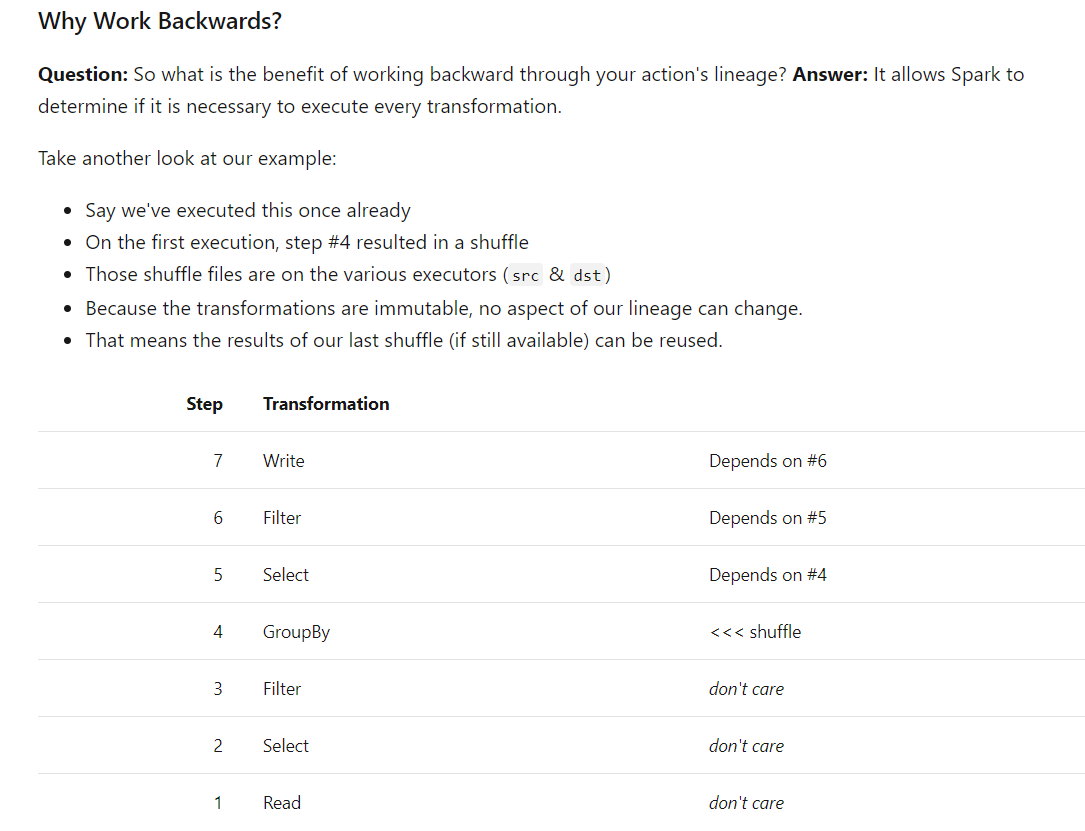 Why Work Backwards?
Question: So what is the benefit of working backward through your action's lineage? Answer: It allows Spark to
determine if it is necessary to execute every transformation.
Take another look at our example:
• Say we've executed this once already
• On the first execution, step #4 resulted in a shuffle
• Those shuffle files are on the various executors (src & dst)
• Because the transformations are immutable, no aspect of our lineage can change.
• That means the results of our last shuffle (if still available) can be reused.
Step Transformation
7 Write Depends on #6
6 Filter Depends on #5
5 Select Depends on #4
4 GroupBy <<< shuffle
3 Filter don't care
2 Select don't care
1 Read don't care